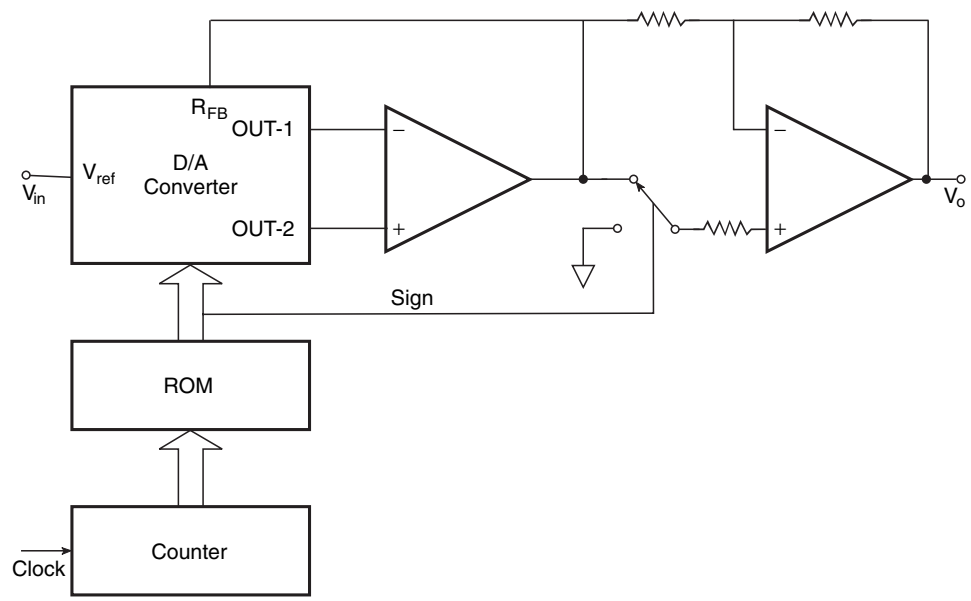 R_FB
OUT-1
D/A
Converter
V_ref
V_in
OUT-2
−
+
−
+
V_o
Sign
ROM
Counter
Clock